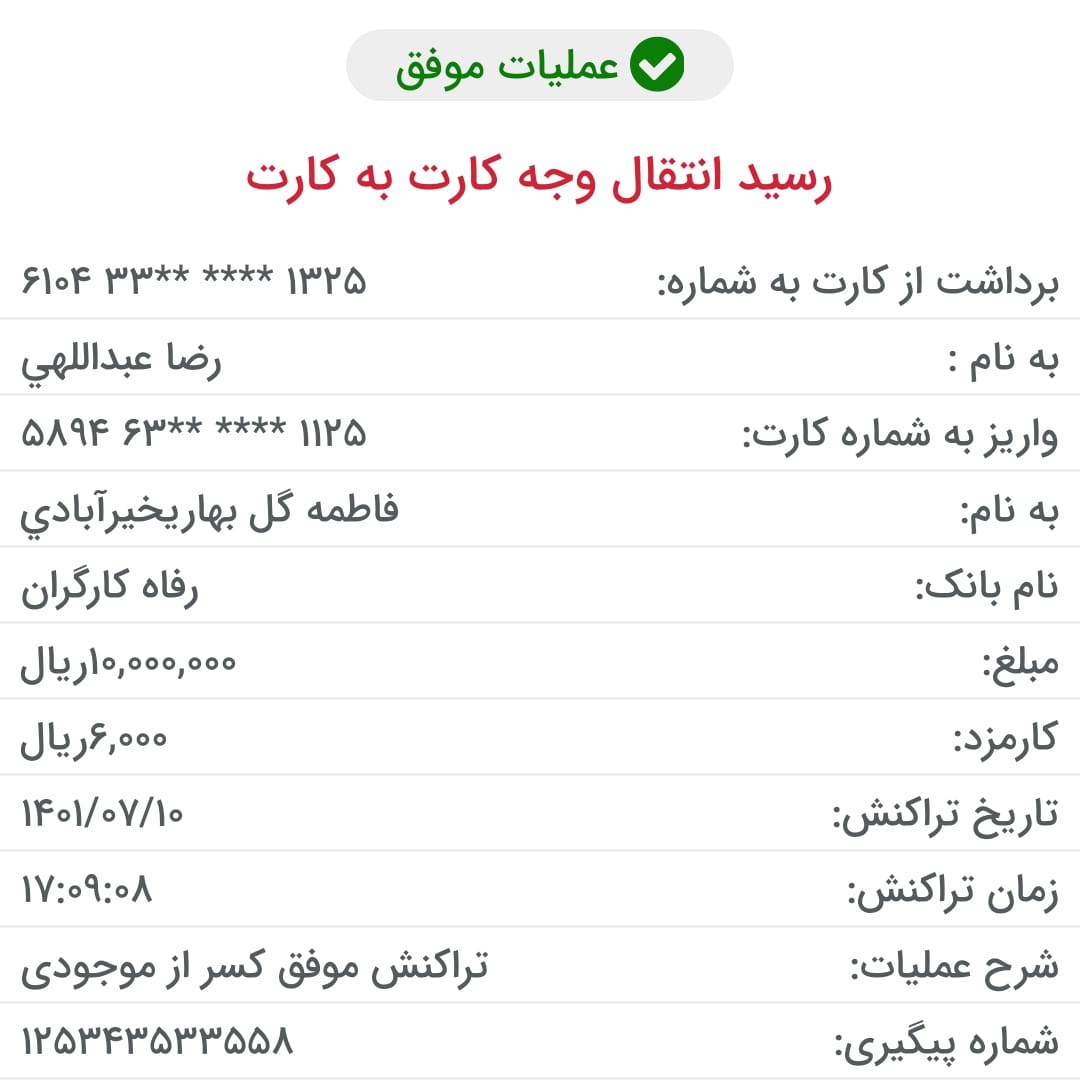 عملیات موفق
رسید انتقال وجه کارت به کارت
برداشت از کارت به شماره: ۶۱۰۴ ۳۳** **** ۱۳۲۵
به نام : رضا عبداللهي
واریز به شماره کارت: ۵۸۹۴ ۶۳** **** ۱۱۲۵
به نام: فاطمه گل بهاریخیرآبادي
نام بانک: رفاه کارگران
مبلغ: ۱۰,۰۰۰,۰۰۰ریال
کارمزد: ۶,۰۰۰ریال
تاریخ تراکنش: ۱۴۰۱/۰۷/۱۰
زمان تراکنش: ۱۷:۰۹:۰۸
شرح عملیات: تراکنش موفق کسر از موجودی
شماره پیگیری: ۱۲۵۳۴۳۵۳۳۵۵۸